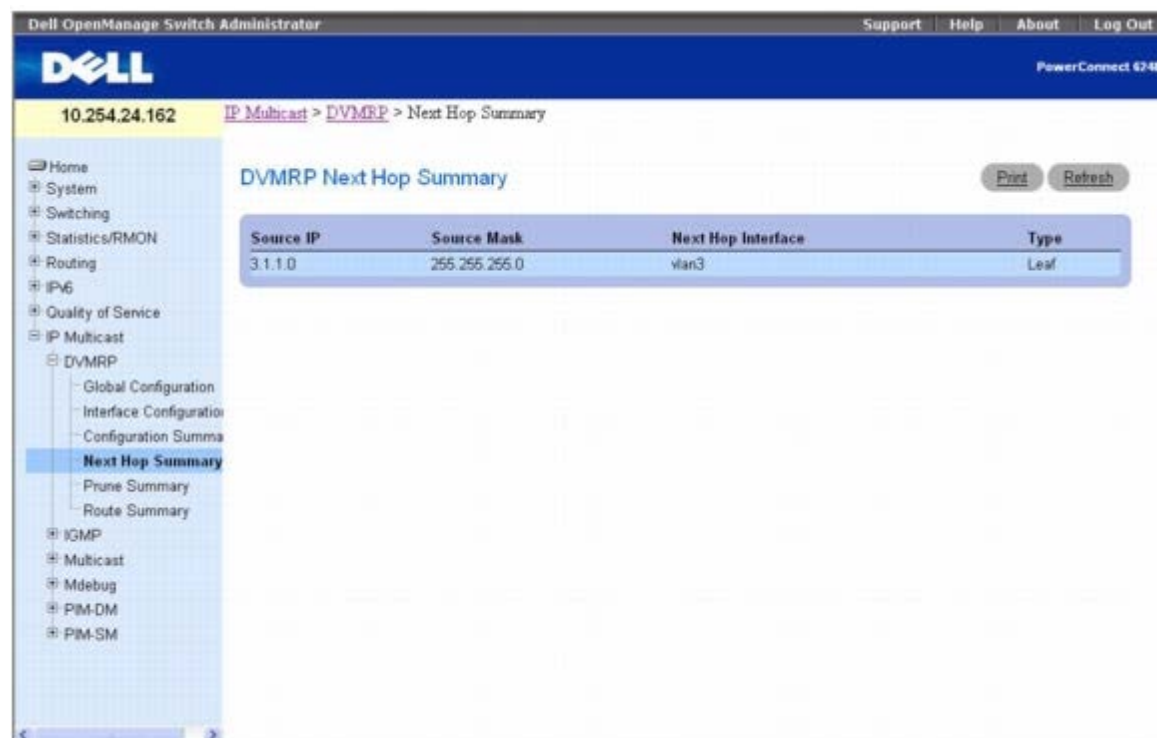 Dell OpenManage Switch Administrator Support Help About Log Out
DELL
PowerConnect 6248
10.254.24.162
IP Multicast > DVMRP > Next Hop Summary
Home
System
Switching
Statistics/RMON
Routing
IPv6
Quality of Service
IP Multicast
DVMRP
Global Configuration
Interface Configuratio
Configuration Summa
Next Hop Summary
Prune Summary
Route Summary
IGMP
Multicast
Mdebug
PIM-DM
PIM-SM
DVMRP Next Hop Summary
Print Refresh
Source IP Source Mask Next Hop Interface Type
3.1.1.0 255.255.255.0 vlan3 Leaf